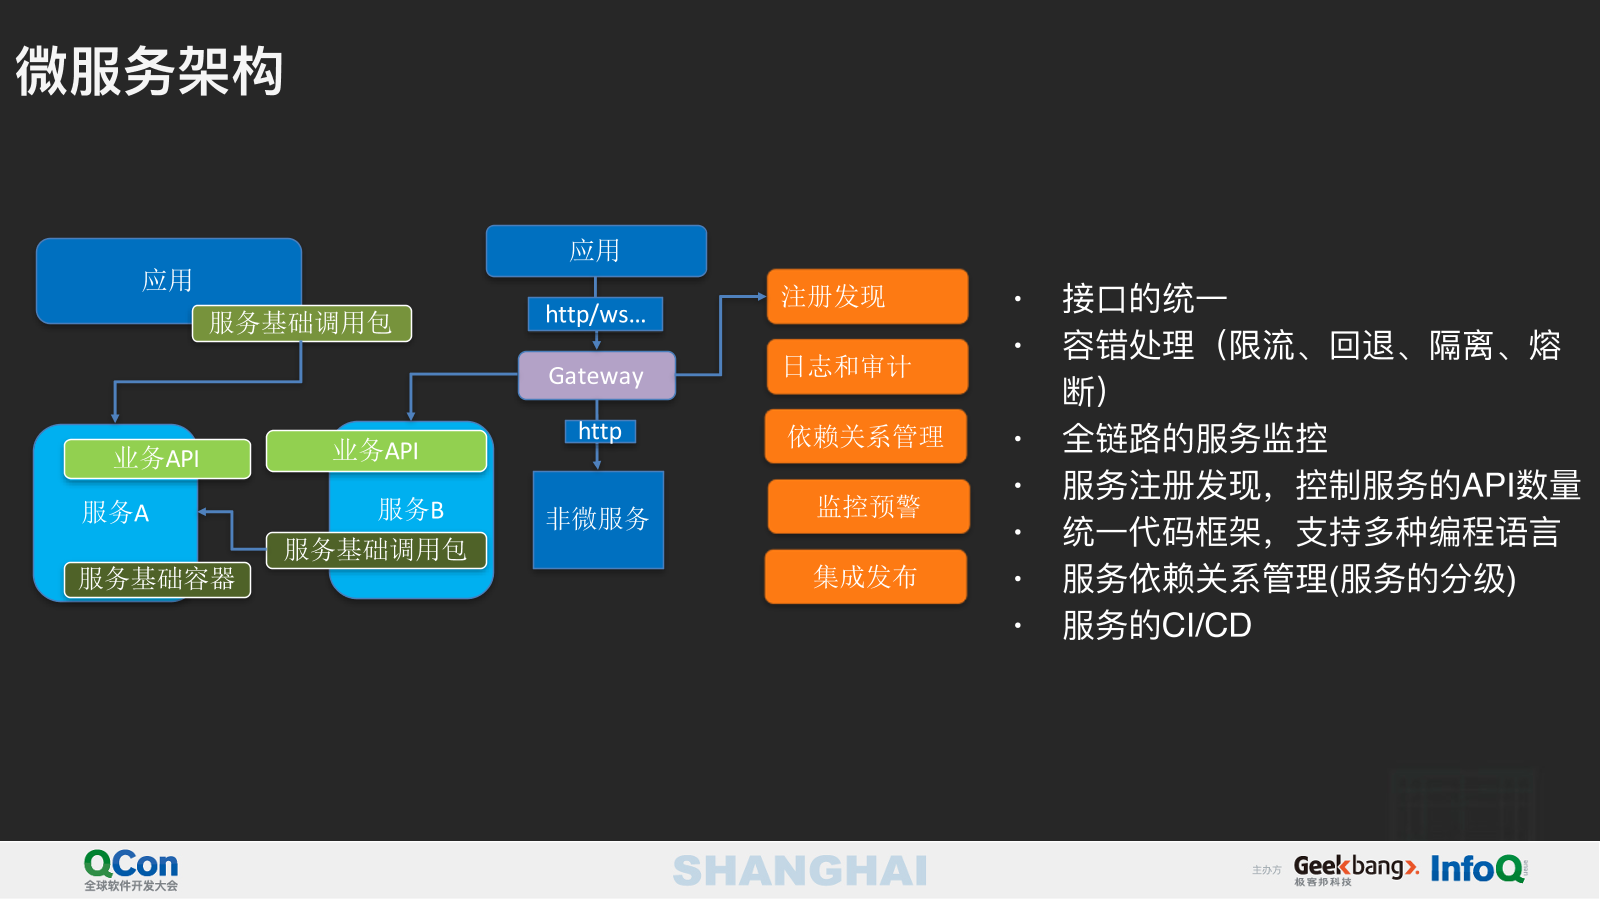 微服务架构
应用
服务基础调用包
业务API
服务A
服务基础容器
业务API
服务B
服务基础调用包
应用
http/ws...
Gateway
http
非微服务
注册发现
日志和审计
依赖关系管理
监控预警
集成发布
• 接口的统一
• 容错处理（限流、回退、隔离、熔
断）
• 全链路的服务监控
• 服务注册发现，控制服务的API数量
• 统一代码框架，支持多种编程语言
• 服务依赖关系管理(服务的分级)
• 服务的CI/CD
QCon
全球软件开发大会
SHANGHAI
主办方
Geekbang>.
极客邦科技
InfoQ